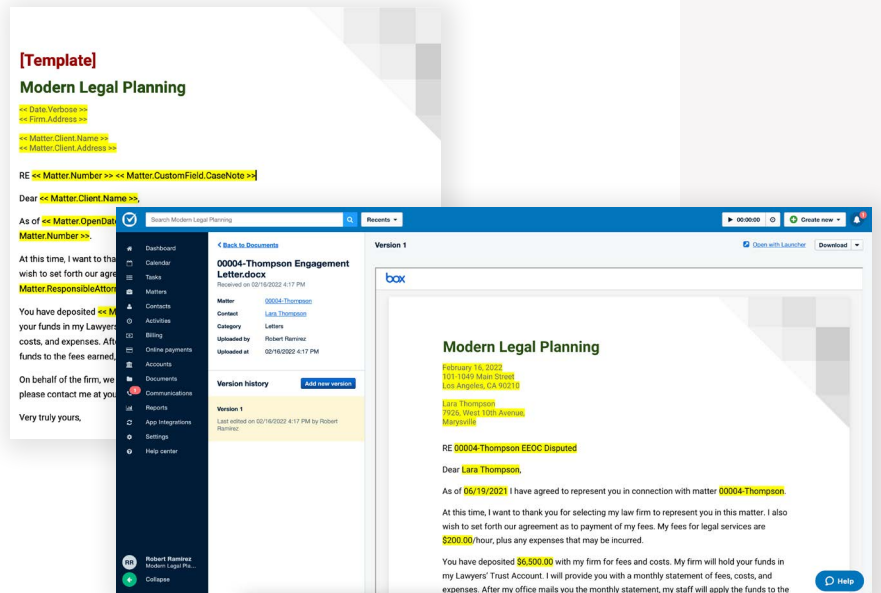 [Template]
Modern Legal Planning
<< Date.Verbose >>
<< Firm.Address >>
<< Matter.Client.Name >>
<< Matter.Client.Address >>
RE << Matter.Number >> << Matter.CustomField.CaseNote >>
Dear << Matter.Client.Name >>,
As of << Matter.OpenDat
Matter.Number >>.
At this time, I want to tha
wish to set forth our agre
Matter.ResponsibleAttor
You have deposited << M
your funds in my Lawyers
costs, and expenses. Aft
funds to the fees earned,
On behalf of the firm, we
please contact me at you
Very truly yours,
Search Modern Legal Planning
Recents
00:00:00
Create new
Dashboard
Calendar
Tasks
Matters
Contacts
Activities
Billing
Online payments
Accounts
Documents
Communications
Reports
App Integrations
Settings
Help center
RR
Robert Ramirez
Modern Legal Pla...
Collapse
Back to Documents
00004-Thompson Engagement
Letter.docx
Received on 02/16/2022 4:17 PM
Matter 00004-Thompson
Contact Lara Thompson
Category Letters
Uploaded by Robert Ramirez
Uploaded at 02/16/2022 4:17 PM
Version history
Add new version
Version 1
Last edited on 02/16/2022 4:17 PM by Robert
Ramirez
Version 1
Open with Launcher
Download
box
Modern Legal Planning
February 16, 2022
101-1049 Main Street
Los Angeles, CA 90210
Lara Thompson
7926, West 10th Avenue,
Marysville
RE 00004-Thompson EEOC Disputed
Dear Lara Thompson,
As of 06/19/2021 I have agreed to represent you in connection with matter 00004-Thompson.
At this time, I want to thank you for selecting my law firm to represent you in this matter. I also
wish to set forth our agreement as to payment of my fees. My fees for legal services are
$200.00/hour, plus any expenses that may be incurred.
You have deposited $6,500.00 with my firm for fees and costs. My firm will hold your funds in
my Lawyers' Trust Account. I will provide you with a monthly statement of fees, costs, and
expenses. After my office mails you the monthly statement, my staff will apply the funds to the
Help